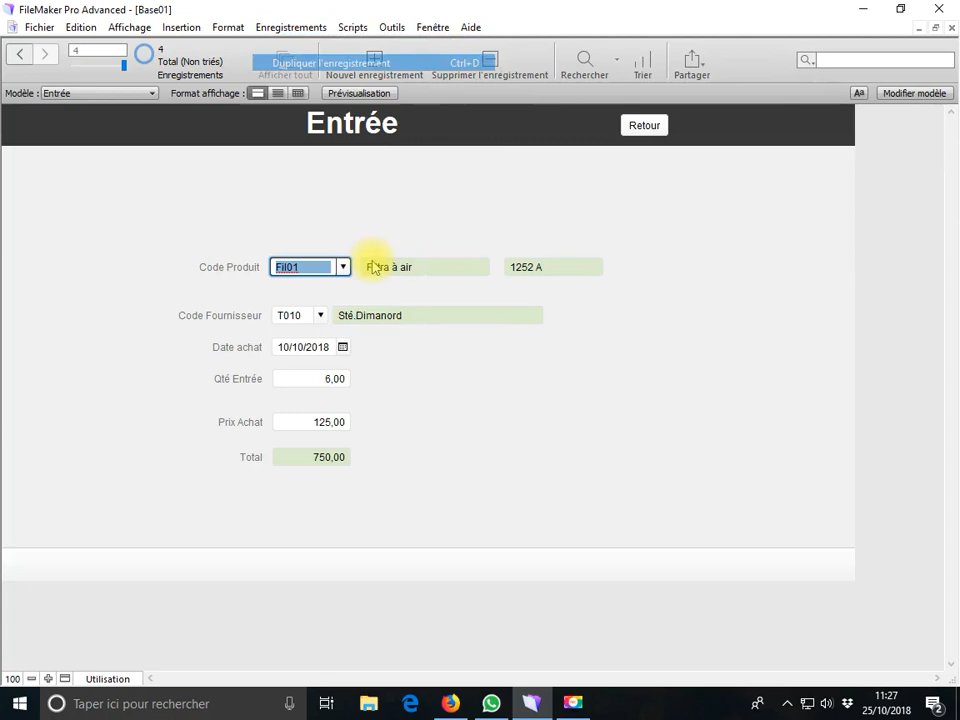 FileMaker Pro Advanced - [Base01]
Fichier Edition Affichage Insertion Format Enregistrements Scripts Outils Fenêtre Aide
4
4
Total (Non triés)
Enregistrements
Dupliquer l'enregistrement Ctrl+D
Afficher tout Nouvel enregistrement Supprimer l'enregistrement Rechercher Trier Partager
Modèle : Entrée Format affichage : Prévisualisation Aa Modifier modèle
Entrée
Retour
Code Produit Fil01 à air 1252 A
Code Fournisseur T010 Sté.Dimanord
Date achat 10/10/2018
Qté Entrée 6,00
Prix Achat 125,00
Total 750,00
100 Utilisation
Taper ici pour rechercher
11:27
25/10/2018
2